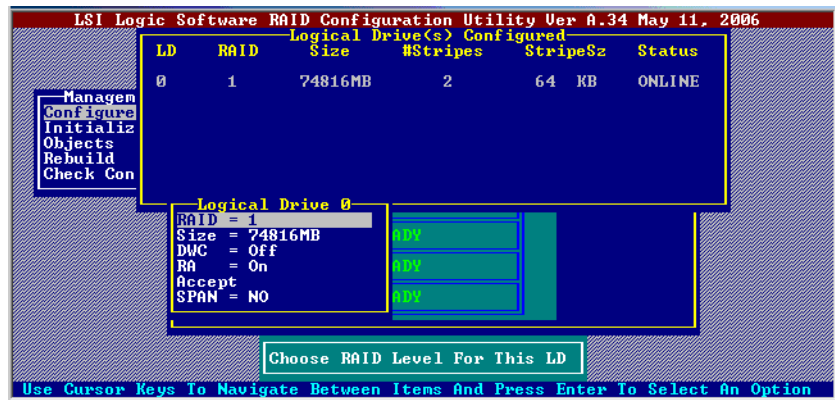 LSI Logic Software RAID Configuration Utility Ver A.34 May 11, 2006
Logical Drive(s) Configured
LD RAID Size #Stripes StripeSz Status
0 1 74816MB 2 64 KB ONLINE
Managem
Configure
Initializ
Objects
Rebuild
Check Con
Logical Drive 0
RAID = 1
Size = 74816MB
DWC = Off
RA = On
Accept
SPAN = NO
ADY
ADY
ADY
Choose RAID Level For This LD
Use Cursor Keys To Navigate Between Items And Press Enter To Select An Option